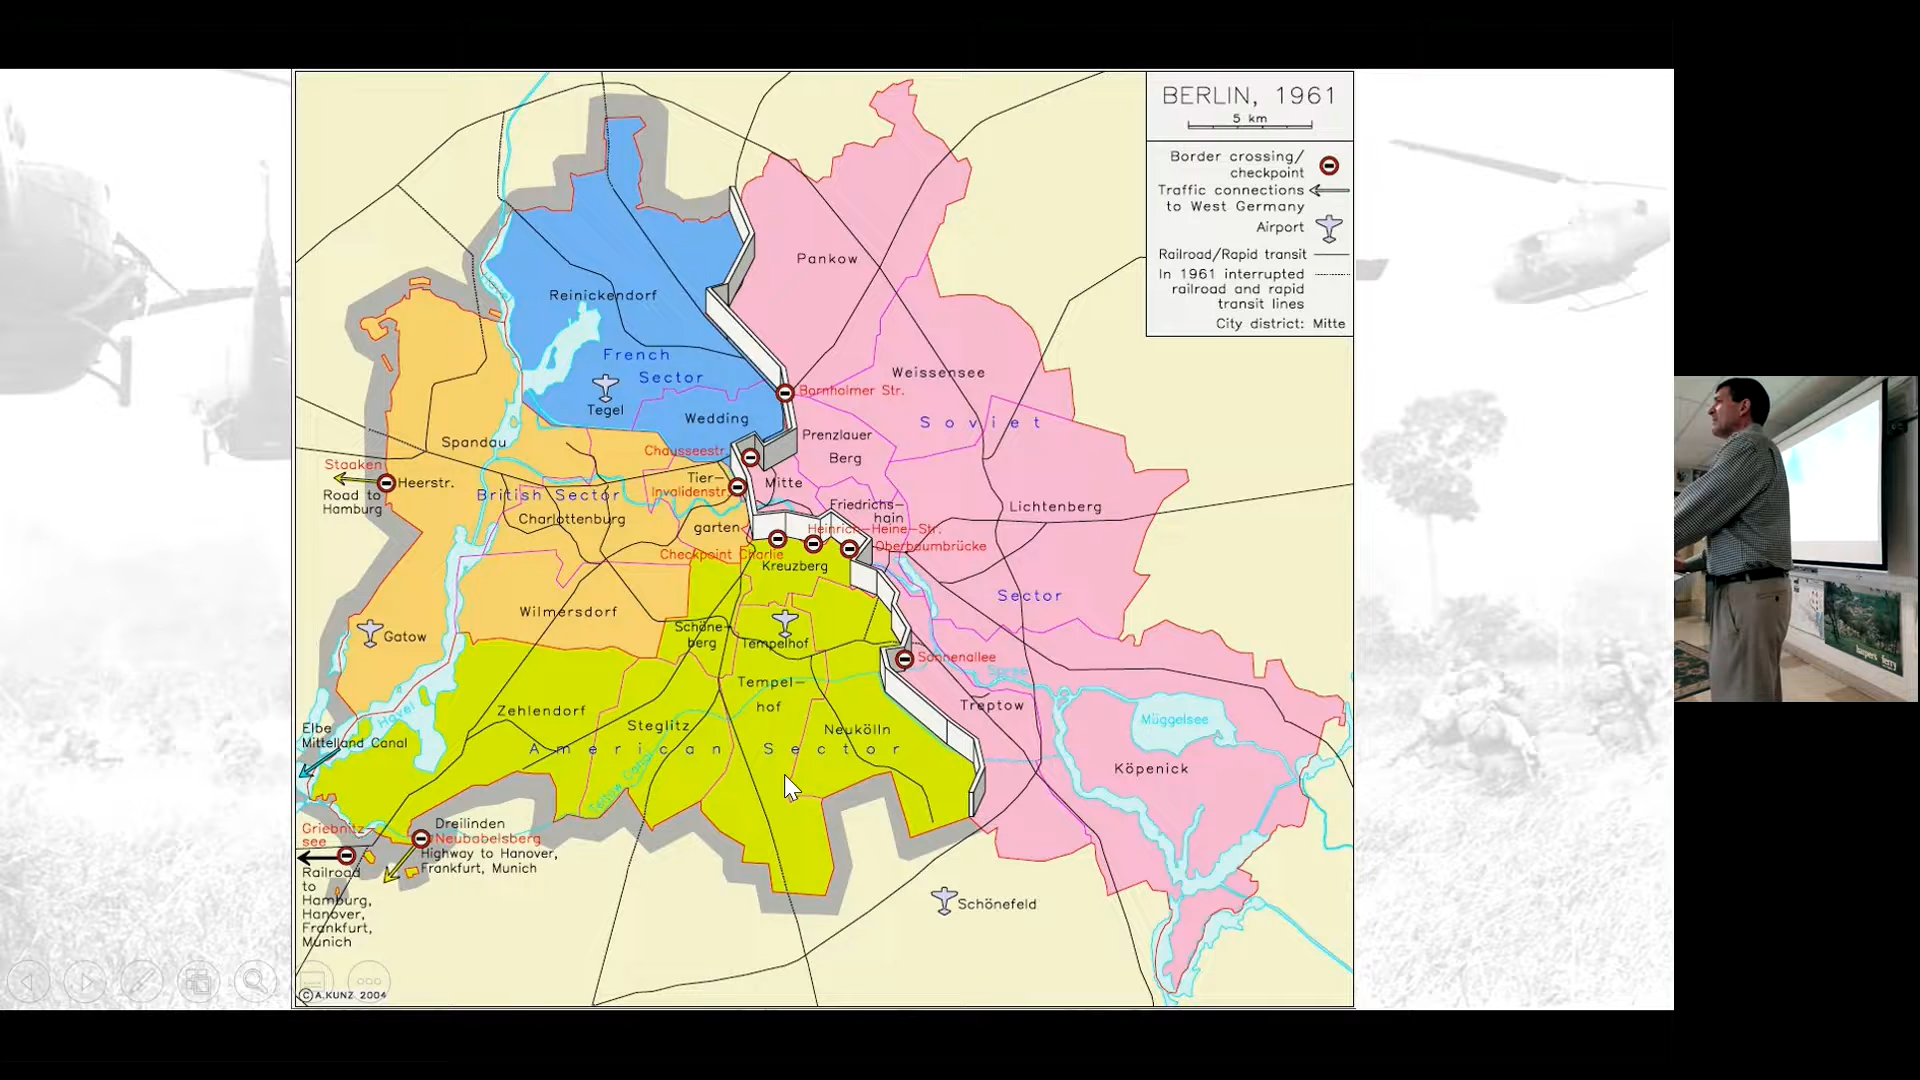 BERLIN, 1961
5 km
Border crossing/
checkpoint
Traffic connections
to West Germany
Airport
Railroad/Rapid transit
In 1961 interrupted
railroad and rapid
transit lines
City district: Mitte
Pankow
Reinickendorf
French
Sector
Tegel
Wedding
Bornholmer Str.
Weissensee
Soviet
Sector
Prenzlauer
Berg
Spandau
Chausseestr.
Staaken
Heerstr.
Road to
Hamburg
British Sector
Charlottenburg
Tier-
garten
Invalidenstr.
Mitte
Friedrichs-
hain
Lichtenberg
Heinrich-Heine-Str.
Oberbaumbrücke
Checkpoint Charlie
Kreuzberg
Wilmersdorf
Gatow
Schöne-
berg
Tempelhof
Sonnenallee
Spree
Tempel-
hof
Zehlendorf
Steglitz
Neukölln
American Sector
Treptow
Müggelsee
Köpenick
Havel
Elbe
Mittelland Canal
Teltow Canal
Griebnitz-
see
Dreilinden
Neubabelsberg
Highway to Hanover,
Frankfurt, Munich
Railroad
to
Hamburg,
Hanover,
Frankfurt,
Munich
Schönefeld
©A.KUNZ 2004
harpers ferry